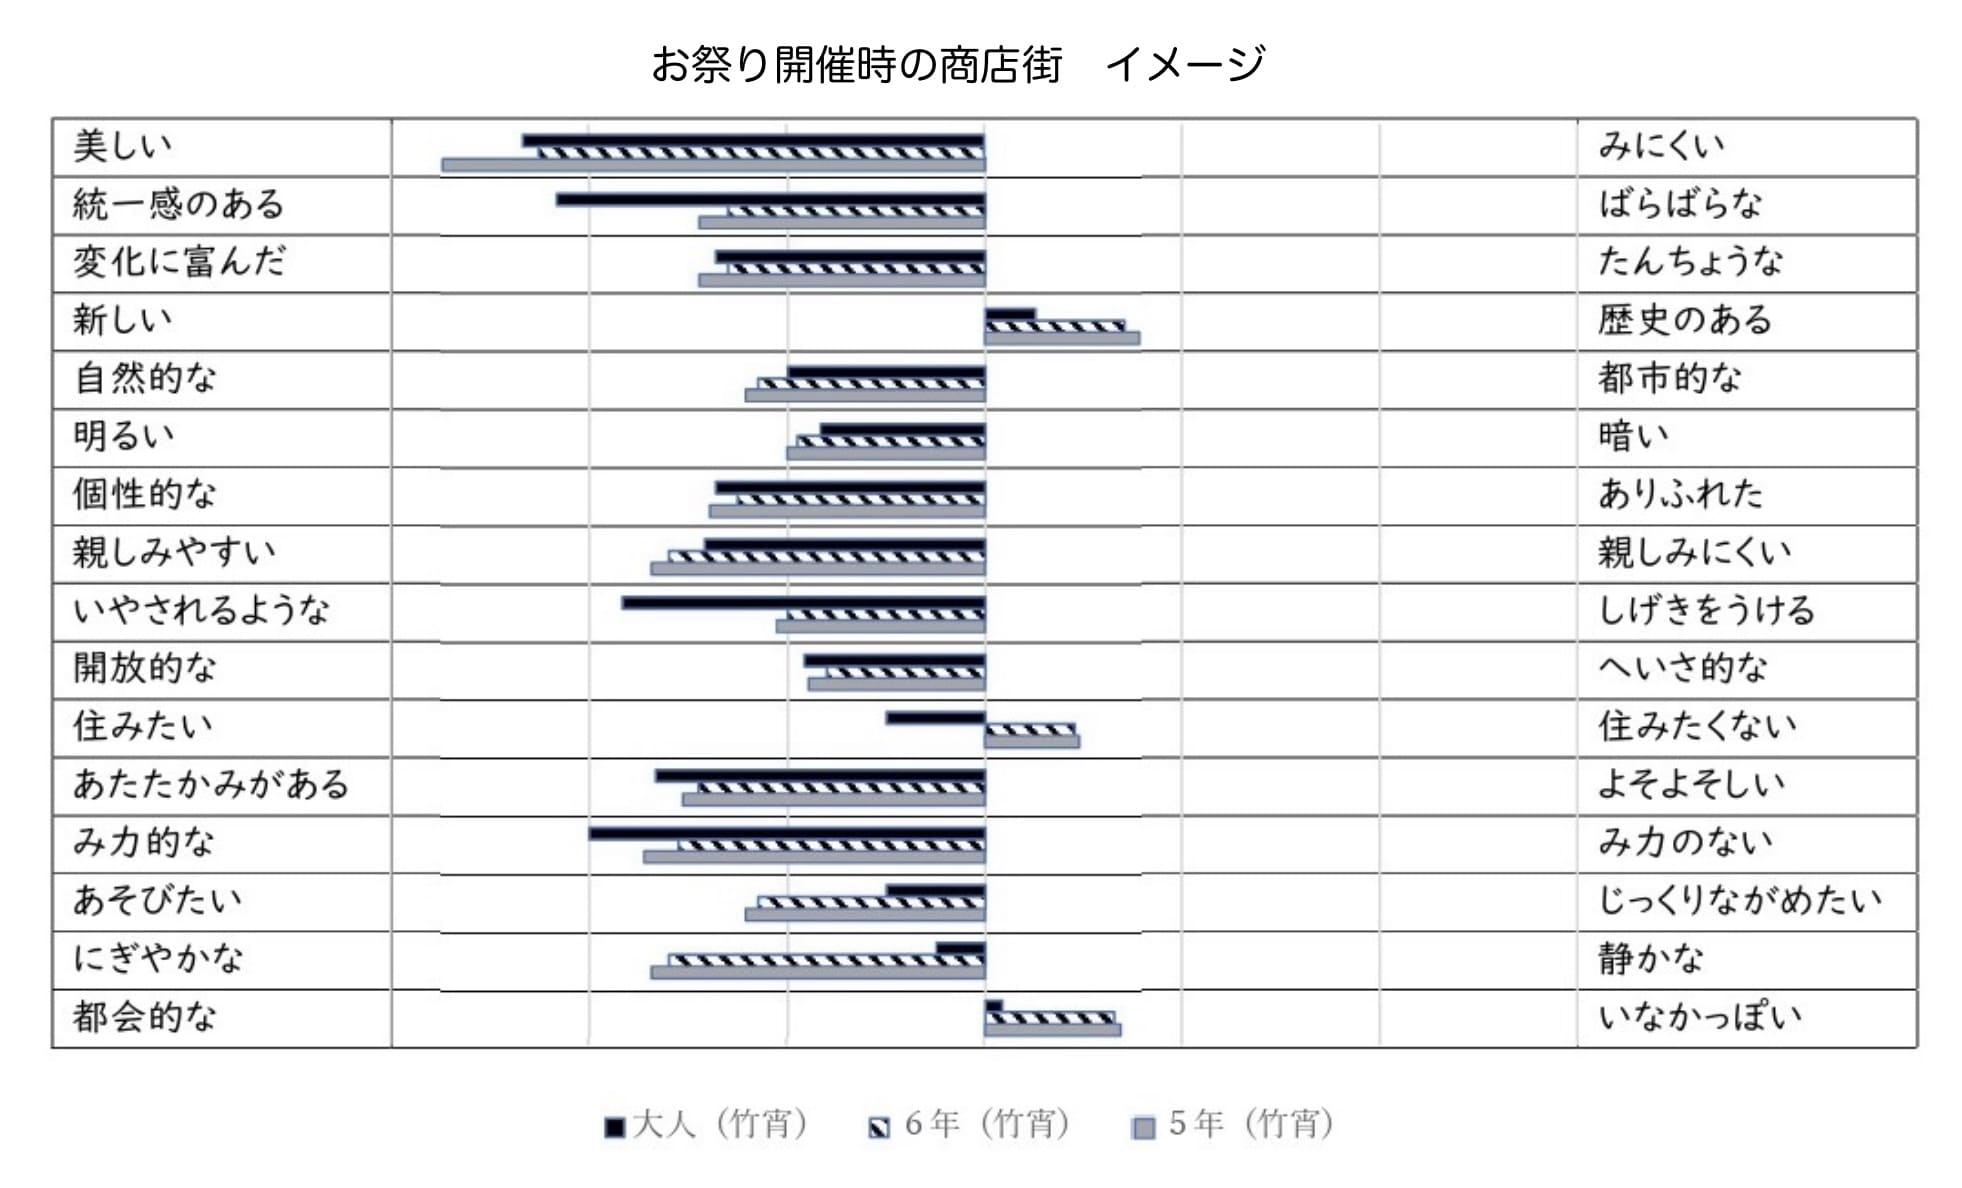 お祭り開催時の商店街　イメージ
美しい　みにくい
統一感のある　ばらばらな
変化に富んだ　たんちょうな
新しい　歴史のある
自然的な　都市的な
明るい　暗い
個性的な　ありふれた
親しみやすい　親しみにくい
いやされるような　しげきをうける
開放的な　へいさ的な
住みたい　住みたくない
あたたかみがある　よそよそしい
み力的な　み力のない
あそびたい　じっくりながめたい
にぎやかな　静かな
都会的な　いなかっぽい
大人（竹宵）　6年（竹宵）　5年（竹宵）